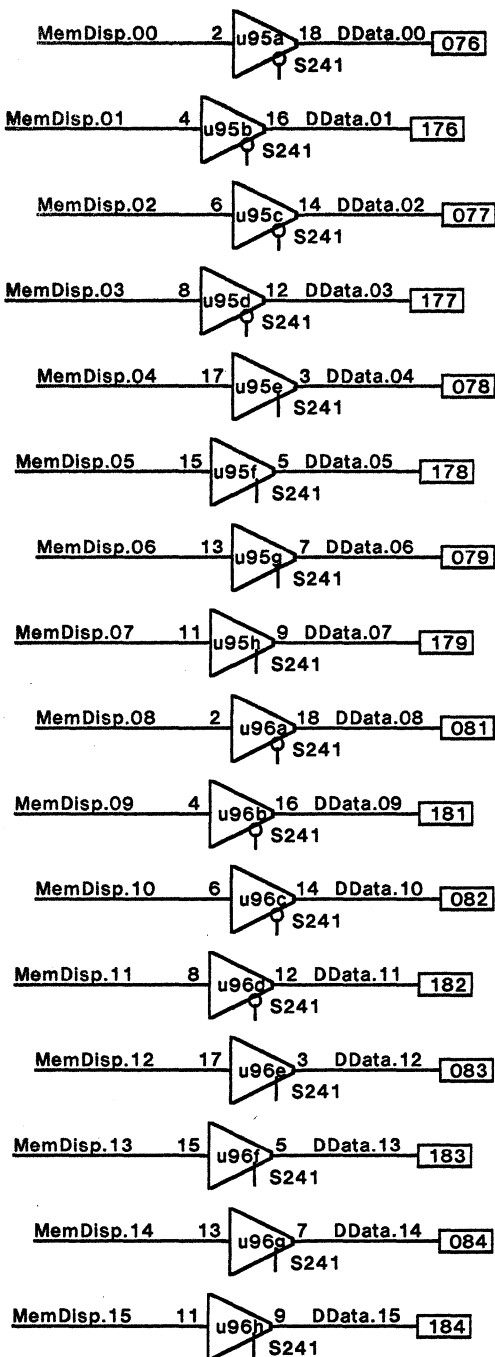 MemDisp.00 2 u95a 18 DData.00 076
S241
MemDisp.01 4 u95b 16 DData.01 176
S241
MemDisp.02 6 u95c 14 DData.02 077
S241
MemDisp.03 8 u95d 12 DData.03 177
S241
MemDisp.04 17 u95e 3 DData.04 078
S241
MemDisp.05 15 u95f 5 DData.05 178
S241
MemDisp.06 13 u95g 7 DData.06 079
S241
MemDisp.07 11 u95h 9 DData.07 179
S241
MemDisp.08 2 u96a 18 DData.08 081
S241
MemDisp.09 4 u96b 16 DData.09 181
S241
MemDisp.10 6 u96c 14 DData.10 082
S241
MemDisp.11 8 u96d 12 DData.11 182
S241
MemDisp.12 17 u96e 3 DData.12 083
S241
MemDisp.13 15 u96f 5 DData.13 183
S241
MemDisp.14 13 u96g 7 DData.14 084
S241
MemDisp.15 11 u96h 9 DData.15 184
S241